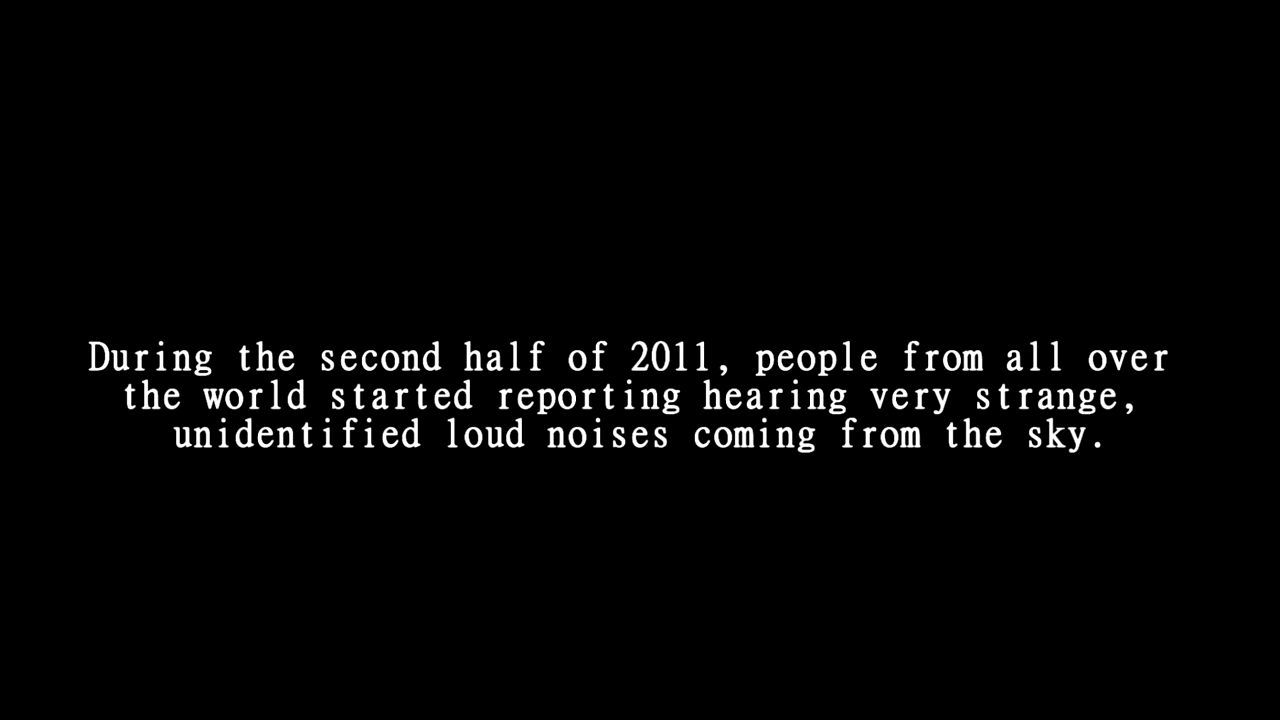 During the second half of 2011, people from all over
the world started reporting hearing very strange,
unidentified loud noises coming from the sky.